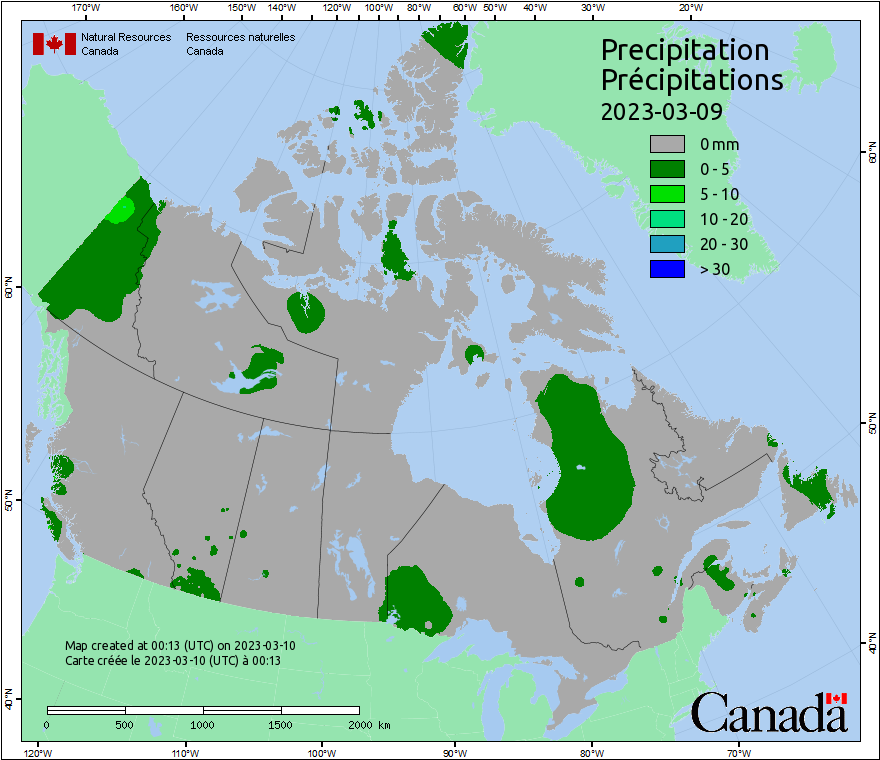 170°W 160°W 150°W 140°W 130°W 120°W 110°W 100°W 90°W 80°W 60°W 50°W 40°W 30°W 20°W
Natural Resources Ressources naturelles
Canada Canada
Precipitation
Précipitations
2023-03-09
0 mm
0 - 5
5 - 10
10 - 20
20 - 30
> 30
60°N
60°N
50°N
50°N
40°N
40°N
Map created at 00:13 (UTC) on 2023-03-10
Carte créée le 2023-03-10 (UTC) à 00:13
0 500 1000 1500 2000 km
Canada
120°W 110°W 100°W 90°W 80°W 70°W